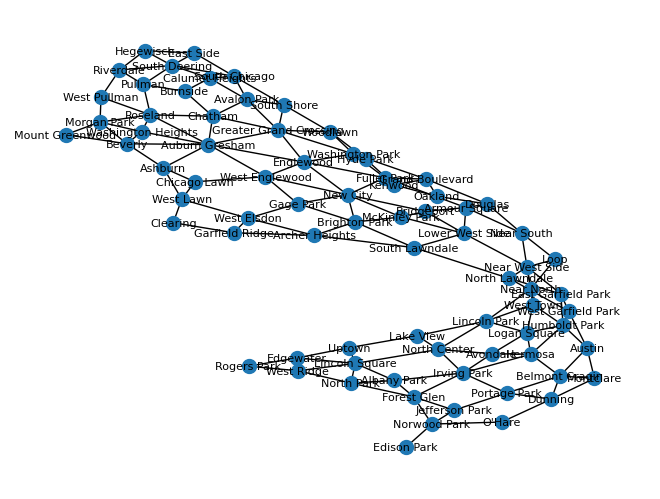 Hegewisch
East Side
South Deering
Riverdale
South Chicago
Calumet Heights
Pullman
Burnside
West Pullman
Avalon Park
South Shore
Roseland
Chatham
Morgan Park
Mount Greenwood
Washington Heights
Greater Grand Crossing
Woodlawn
Beverly
Auburn Gresham
Washington Park
Hyde Park
Englewood
Ashburn
Chicago Lawn
West Englewood
Fuller Park
Grand Boulevard
Kenwood
New City
Oakland
West Lawn
Gage Park
Armour Square
Douglas
Bridgeport
McKinley Park
Clearing
West Elsdon
Brighton Park
Garfield Ridge
Archer Heights
Lower West Side
Near South
South Lawndale
Loop
Near West Side
North Lawndale
Near North
East Garfield Park
West Town
West Garfield Park
Lincoln Park
Humboldt Park
Logan Square
Lake View
Uptown
North Center
Austin
Avondale
Hermosa
Edgewater
Rogers Park
Lincoln Square
West Ridge
Irving Park
Belmont Cragin
Montclare
North Park
Albany Park
Portage Park
Forest Glen
Dunning
Jefferson Park
Norwood Park
O'Hare
Edison Park